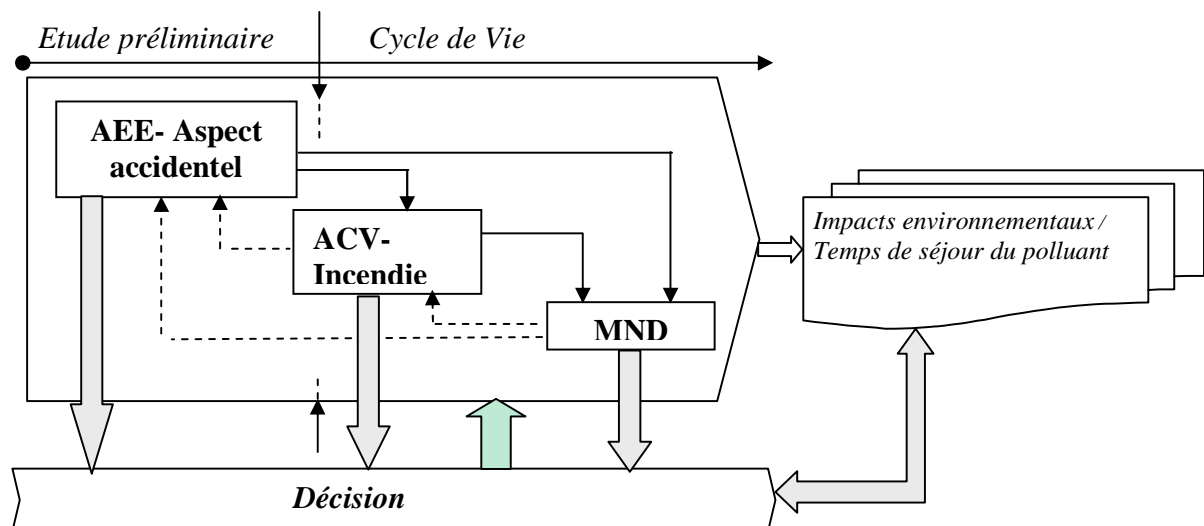 Etude préliminaire
Cycle de Vie
AEE- Aspect
accidentel
ACV-
Incendie
MND
Impacts environnementaux /
Temps de séjour du polluant
Décision